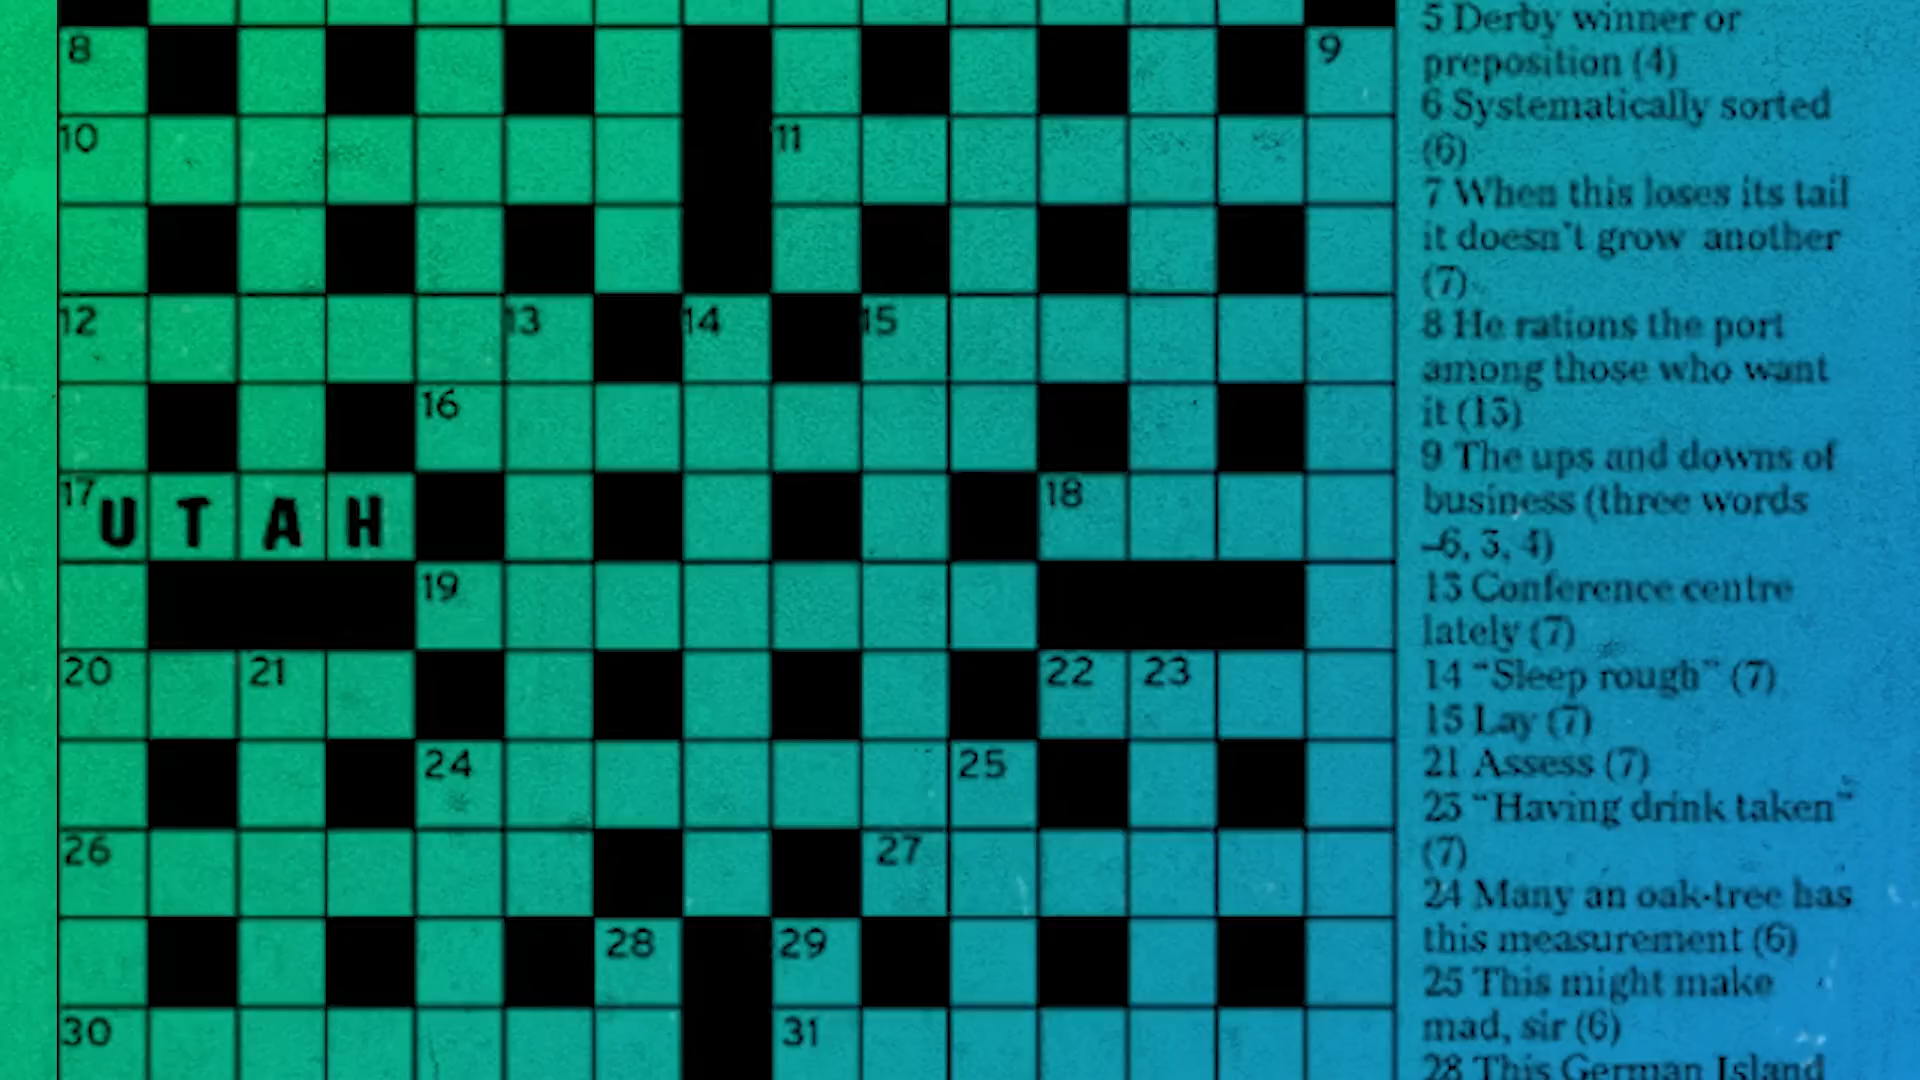 8
9
10
11
12
13
14
15
16
17 UTAH
18
19
20
21
22
23
24
25
26
27
28
29
30
31
5 Derby winner or
preposition (4)
6 Systematically sorted
(6)
7 When this loses its tail
it doesn't grow another
(7)
8 He rations the port
among those who want
it (13)
9 The ups and downs of
business (three words
–6, 3, 4)
13 Conference centre
lately (7)
14 “Sleep rough” (7)
15 Lay (7)
21 Assess (7)
23 “Having drink taken”
(7)
24 Many an oak-tree has
this measurement (6)
25 This might make
mad, sir (6)
28 This German Island